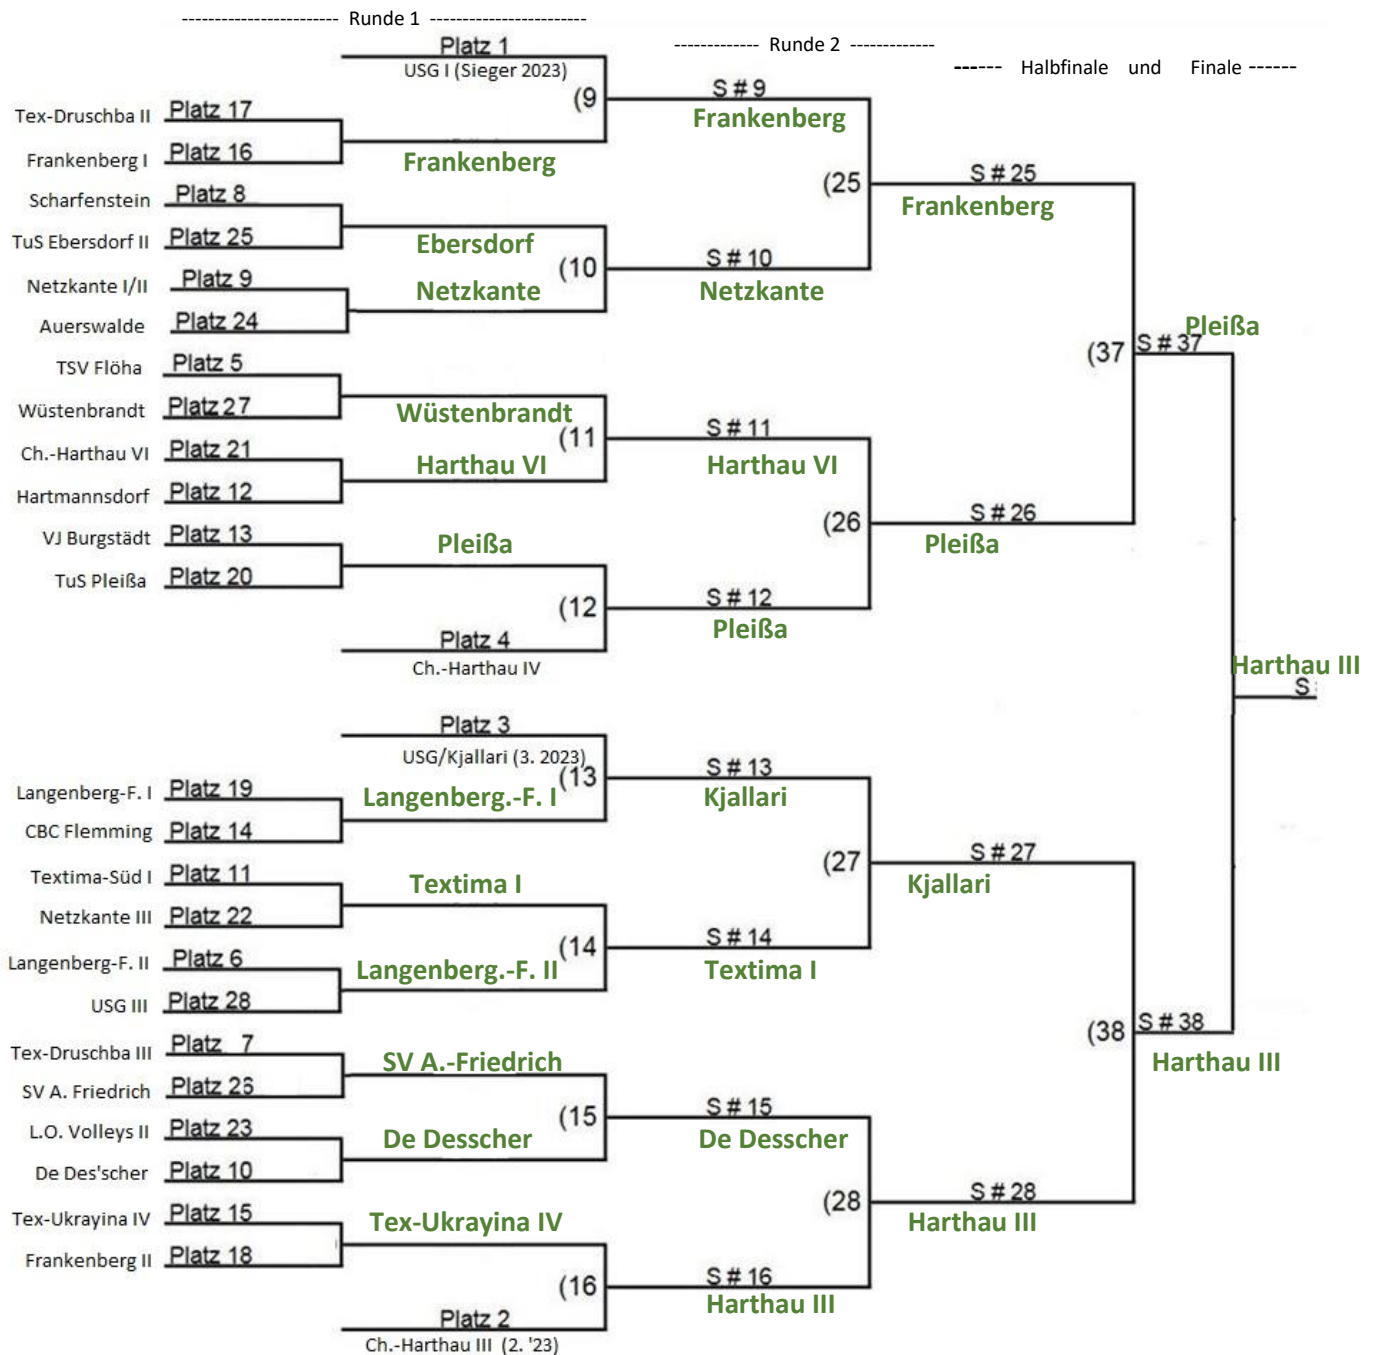 ------------------------ Runde 1 ------------------------
------------- Runde 2 -------------
------ Halbfinale und Finale ------
Platz 1
USG I (Sieger 2023)
(9
S # 9
Frankenberg
Tex-Druschba II Platz 17
Frankenberg I Platz 16
Frankenberg
(25
S # 25
Frankenberg
Scharfenstein Platz 8
TuS Ebersdorf II Platz 25
Ebersdorf
(10
S # 10
Netzkante
Netzkante I/II Platz 9
Netzkante
Auerswalde Platz 24
Pleißa
(37
S # 37
TSV Flöha Platz 5
Wüstenbrandt Platz 27
Wüstenbrandt
(11
S # 11
Harthau VI
Ch.-Harthau VI Platz 21
Harthau VI
Hartmannsdorf Platz 12
(26
S # 26
Pleißa
VJ Burgstädt Platz 13
Pleißa
TuS Pleißa Platz 20
(12
S # 12
Pleißa
Platz 4
Ch.-Harthau IV
Harthau III
S
Platz 3
USG/Kjallari (3. 2023)
(13
S # 13
Kjallari
Langenberg-F. I Platz 19
Langenberg.-F. I
CBC Flemming Platz 14
(27
S # 27
Kjallari
Textima-Süd I Platz 11
Textima I
Netzkante III Platz 22
(14
S # 14
Textima I
Langenberg-F. II Platz 6
Langenberg.-F. II
USG III Platz 28
(38
S # 38
Harthau III
Tex-Druschba III Platz 7
SV A.-Friedrich
SV A. Friedrich Platz 26
(15
S # 15
De Desscher
L.O. Volleys II Platz 23
De Desscher
De Des'scher Platz 10
(28
S # 28
Harthau III
Tex-Ukrayina IV Platz 15
Tex-Ukrayina IV
Frankenberg II Platz 18
(16
S # 16
Harthau III
Platz 2
Ch.-Harthau III (2. '23)